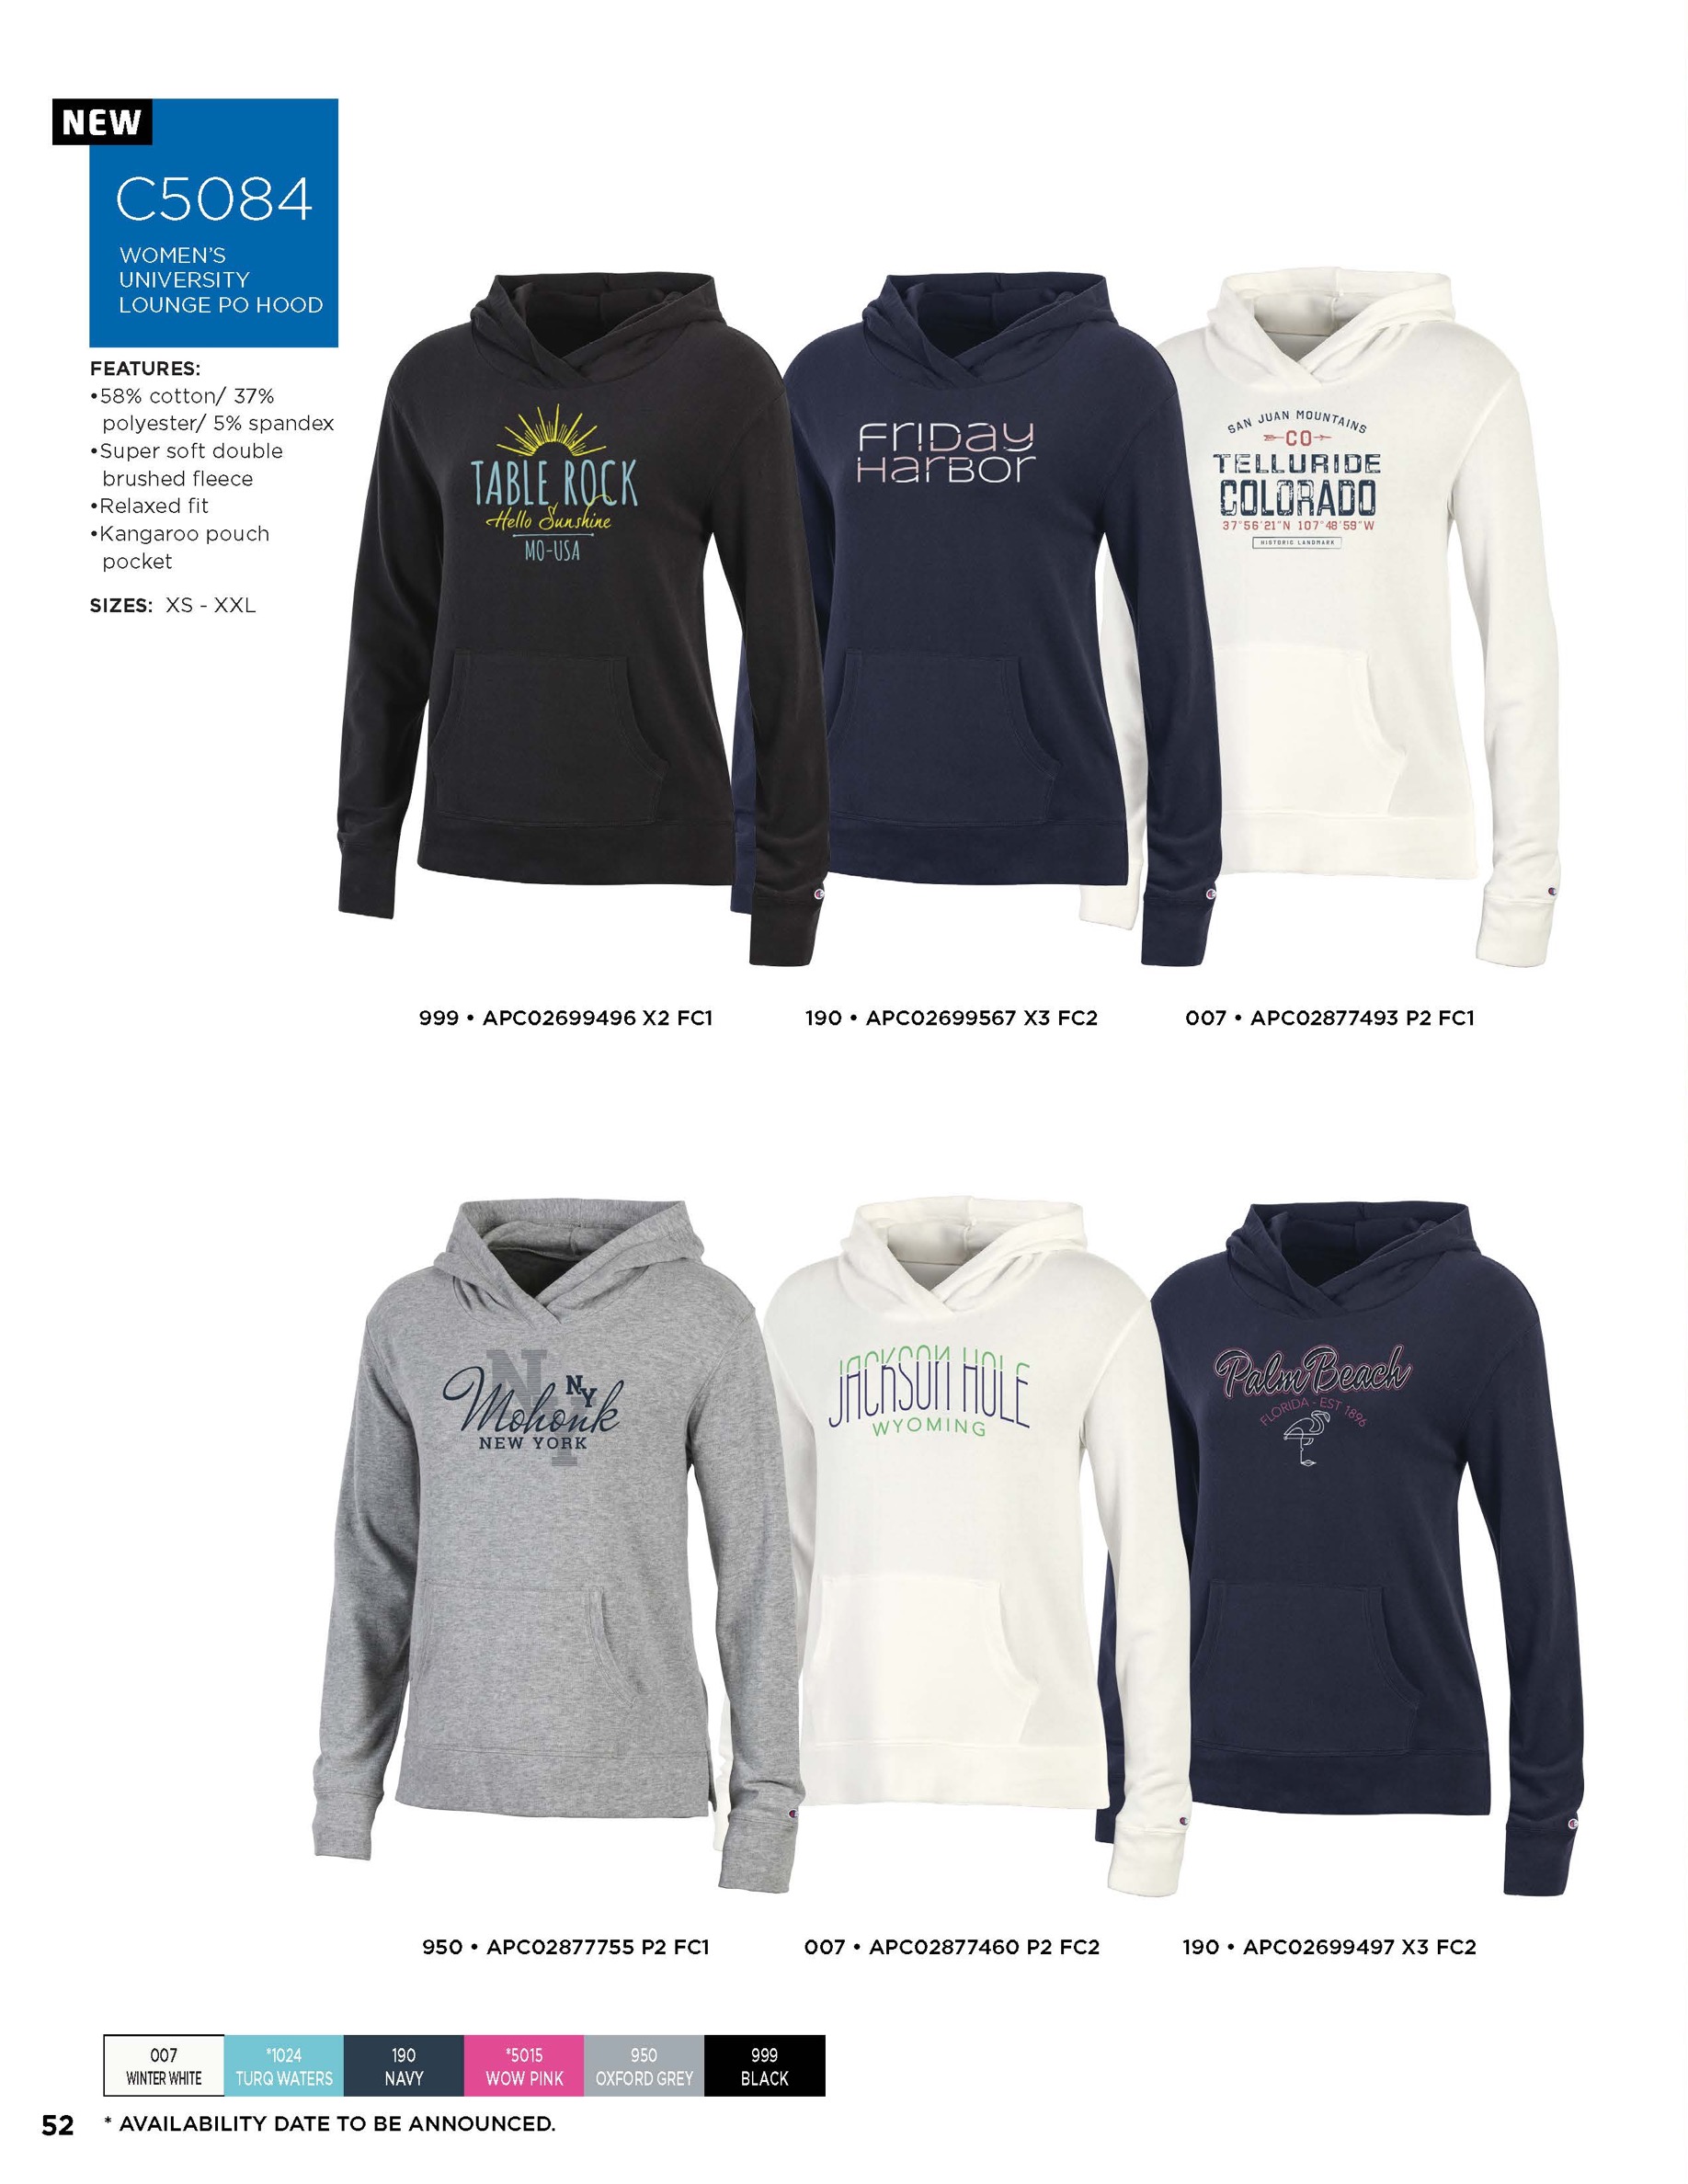 NEW
C5084
WOMEN'S
UNIVERSITY
LOUNGE PO HOOD
FEATURES:
•58% cotton/ 37%
polyester/ 5% spandex
•Super soft double
brushed fleece
•Relaxed fit
•Kangaroo pouch
pocket
SIZES: XS - XXL
TABLE ROCK
Hello Sunshine
MO-USA
FRIDAY
HARBOR
SAN JUAN MOUNTAINS
CO
TELLURIDE
COLORADO
37°56'21"N 107°48'59"W
HISTORIC LANDMARK
999 • APC02699496 X2 FC1
190 • APC02699567 X3 FC2
007 • APC02877493 P2 FC1
NY
NY
Mohonk
NEW YORK
JACKSON HOLE
WYOMING
Palm Beach
FLORIDA - EST 1896
950 • APC02877755 P2 FC1
007 • APC02877460 P2 FC2
190 • APC02699497 X3 FC2
007
WINTER WHITE
*1024
TURQ WATERS
190
NAVY
*5015
WOW PINK
950
OXFORD GREY
999
BLACK
52
* AVAILABILITY DATE TO BE ANNOUNCED.